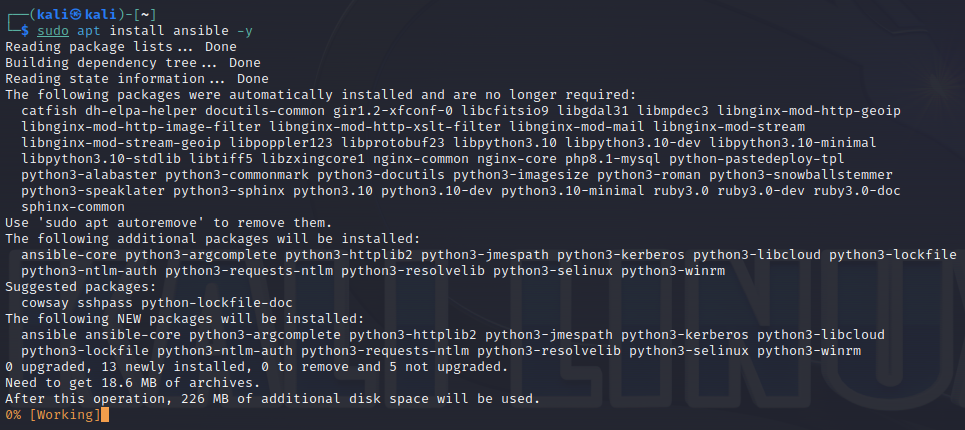 ┌──(kali㉿kali)-[~]
└─$ sudo apt install ansible -y
Reading package lists... Done
Building dependency tree... Done
Reading state information... Done
The following packages were automatically installed and are no longer required:
  catfish dh-elpa-helper docutils-common gir1.2-xfconf-0 libcfitsio9 libgdal31 libmpdec3 libnginx-mod-http-geoip
  libnginx-mod-http-image-filter libnginx-mod-http-xslt-filter libnginx-mod-mail libnginx-mod-stream
  libnginx-mod-stream-geoip libpoppler123 libprotobuf23 libpython3.10 libpython3.10-dev libpython3.10-minimal
  libpython3.10-stdlib libtiff5 libzxingcore1 nginx-common nginx-core php8.1-mysql python-pastedeploy-tpl
  python3-alabaster python3-commonmark python3-docutils python3-imagesize python3-roman python3-snowballstemmer
  python3-speaklater python3-sphinx python3.10 python3.10-dev python3.10-minimal ruby3.0 ruby3.0-dev ruby3.0-doc
  sphinx-common
Use 'sudo apt autoremove' to remove them.
The following additional packages will be installed:
  ansible-core python3-argcomplete python3-httplib2 python3-jmespath python3-kerberos python3-libcloud python3-lockfile
  python3-ntlm-auth python3-requests-ntlm python3-resolvelib python3-selinux python3-winrm
Suggested packages:
  cowsay sshpass python-lockfile-doc
The following NEW packages will be installed:
  ansible ansible-core python3-argcomplete python3-httplib2 python3-jmespath python3-kerberos python3-libcloud
  python3-lockfile python3-ntlm-auth python3-requests-ntlm python3-resolvelib python3-selinux python3-winrm
0 upgraded, 13 newly installed, 0 to remove and 5 not upgraded.
Need to get 18.6 MB of archives.
After this operation, 226 MB of additional disk space will be used.
0% [Working]